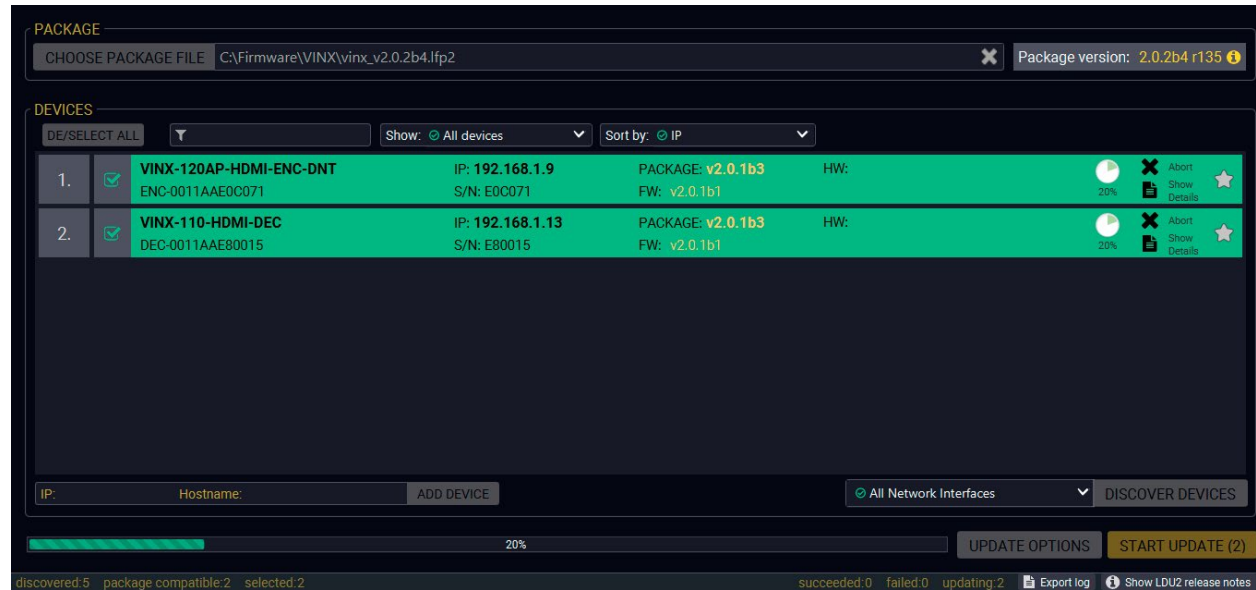 PACKAGE
CHOOSE PACKAGE FILE C:\Firmware\VINX\vinx_v2.0.2b4.lfp2 Package version: 2.0.2b4 r135
DEVICES
DE/SELECT ALL Show: All devices Sort by: IP
1. VINX-120AP-HDMI-ENC-DNT IP: 192.168.1.9 PACKAGE: v2.0.1b3 HW: Abort
ENC-0011AAE0C071 S/N: E0C071 FW: v2.0.1b1 20% Show Details
2. VINX-110-HDMI-DEC IP: 192.168.1.13 PACKAGE: v2.0.1b3 HW: Abort
DEC-0011AAE80015 S/N: E80015 FW: v2.0.1b1 20% Show Details
IP: Hostname: ADD DEVICE All Network Interfaces DISCOVER DEVICES
20% UPDATE OPTIONS START UPDATE (2)
discovered:5 package compatible:2 selected:2 succeeded:0 failed:0 updating:2 Export log Show LDU2 release notes